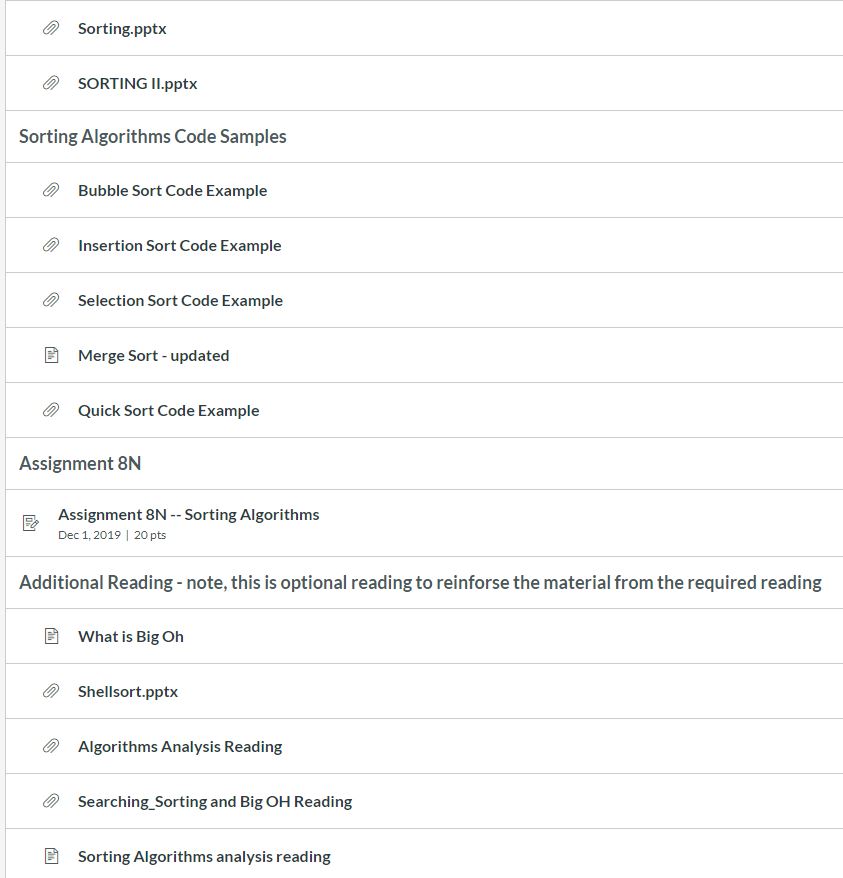 Sorting.pptx
SORTING II.pptx
Sorting Algorithms Code Samples
Bubble Sort Code Example
Insertion Sort Code Example
Selection Sort Code Example
Merge Sort - updated
Quick Sort Code Example
Assignment 8N
Assignment 8N -- Sorting Algorithms
Dec 1, 2019 | 20 pts
Additional Reading - note, this is optional reading to reinforse the material from the required reading
What is Big Oh
Shellsort.pptx
Algorithms Analysis Reading
Searching_Sorting and Big OH Reading
Sorting Algorithms analysis reading